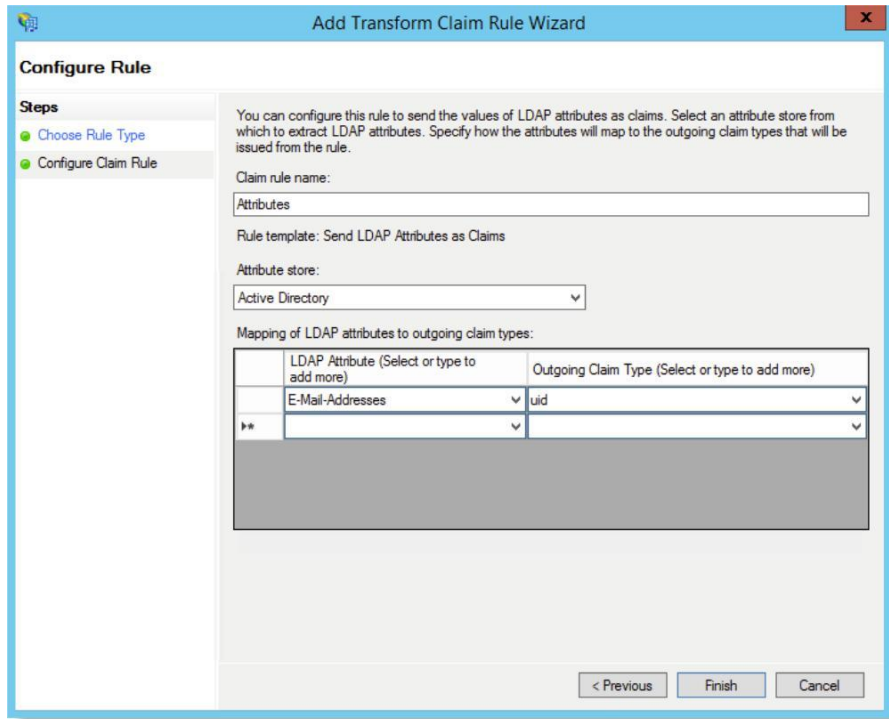 Add Transform Claim Rule Wizard
x
Configure Rule
Steps
Choose Rule Type
Configure Claim Rule
You can configure this rule to send the values of LDAP attributes as claims. Select an attribute store from
which to extract LDAP attributes. Specify how the attributes will map to the outgoing claim types that will be
issued from the rule.
Claim rule name:
Attributes
Rule template: Send LDAP Attributes as Claims
Attribute store:
Active Directory
Mapping of LDAP attributes to outgoing claim types:
LDAP Attribute (Select or type to
add more)
Outgoing Claim Type (Select or type to add more)
E-Mail-Addresses
uid
< Previous
Finish
Cancel